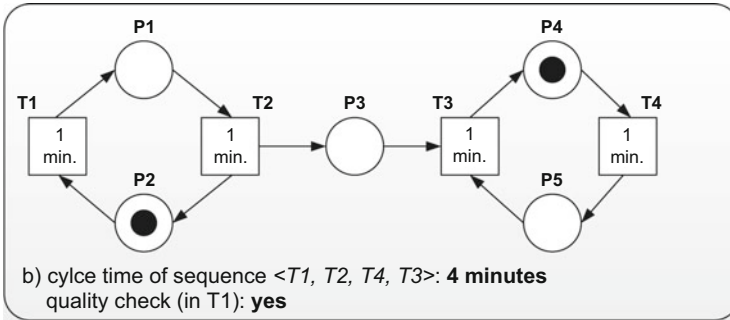 P1
P4
T1
T2
P3
T3
T4
1
min.
1
min.
1
min.
1
min.
P2
P5
b) cylce time of sequence <T1, T2, T4, T3>: 4 minutes
quality check (in T1): yes